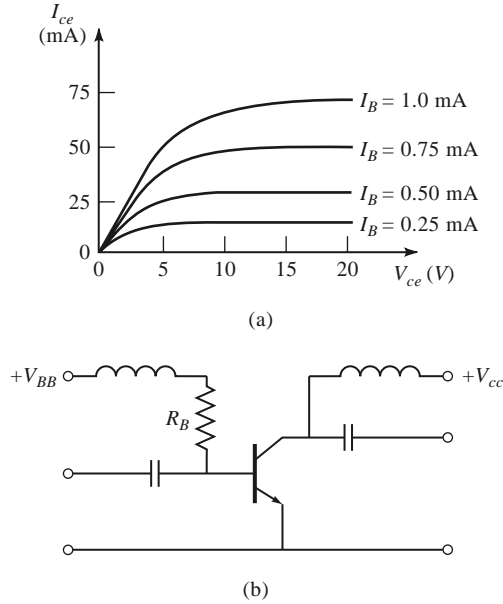 I_ce
(mA)
75
50
25
0
0
5
10
15
20
V_ce (V)
I_B = 1.0 mA
I_B = 0.75 mA
I_B = 0.50 mA
I_B = 0.25 mA
(a)
+V_BB
+V_cc
R_B
(b)